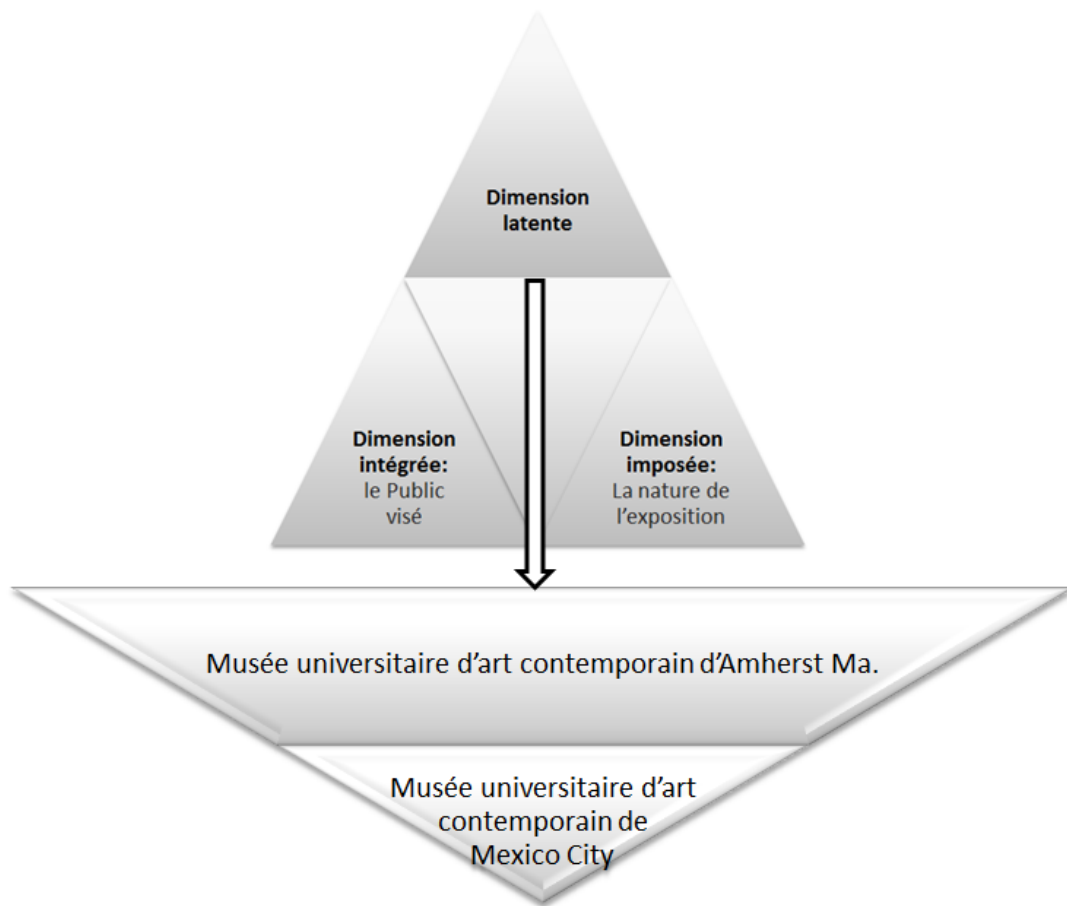 Dimension
latente
Dimension
intégrée:
le Public
visé
Dimension
imposée:
La nature de
l’exposition
Musée universitaire d’art contemporain d’Amherst Ma.
Musée universitaire d’art
contemporain de
Mexico City